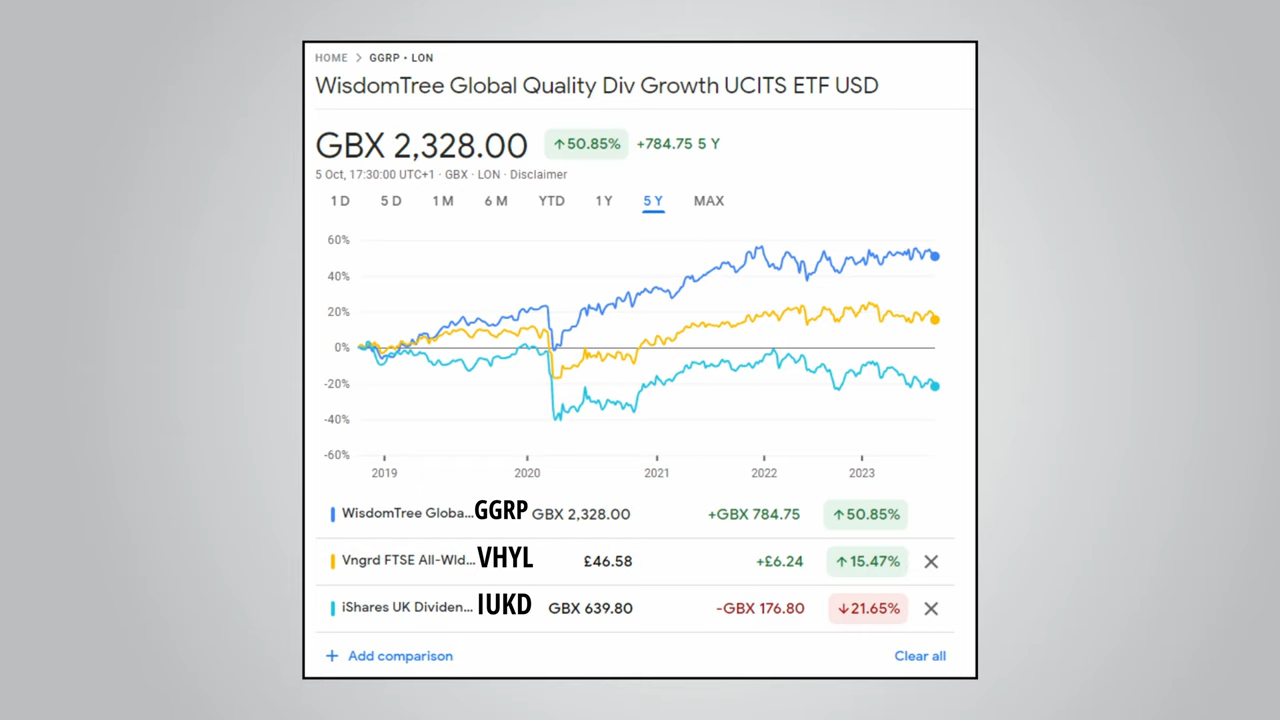 HOME > GGRP • LON
WisdomTree Global Quality Div Growth UCITS ETF USD
GBX 2,328.00 ↑50.85% +784.75 5 Y
5 Oct, 17:30:00 UTC+1 · GBX · LON · Disclaimer
1 D 5 D 1 M 6 M YTD 1 Y 5 Y MAX
60%
40%
20%
0%
-20%
-40%
-60%
2019 2020 2021 2022 2023
WisdomTree Globa... GGRP GBX 2,328.00 +GBX 784.75 ↑50.85%
Vngrd FTSE All-Wld... VHYL £46.58 +£6.24 ↑15.47%
iShares UK Dividen... IUKD GBX 639.80 -GBX 176.80 ↓21.65%
+ Add comparison Clear all